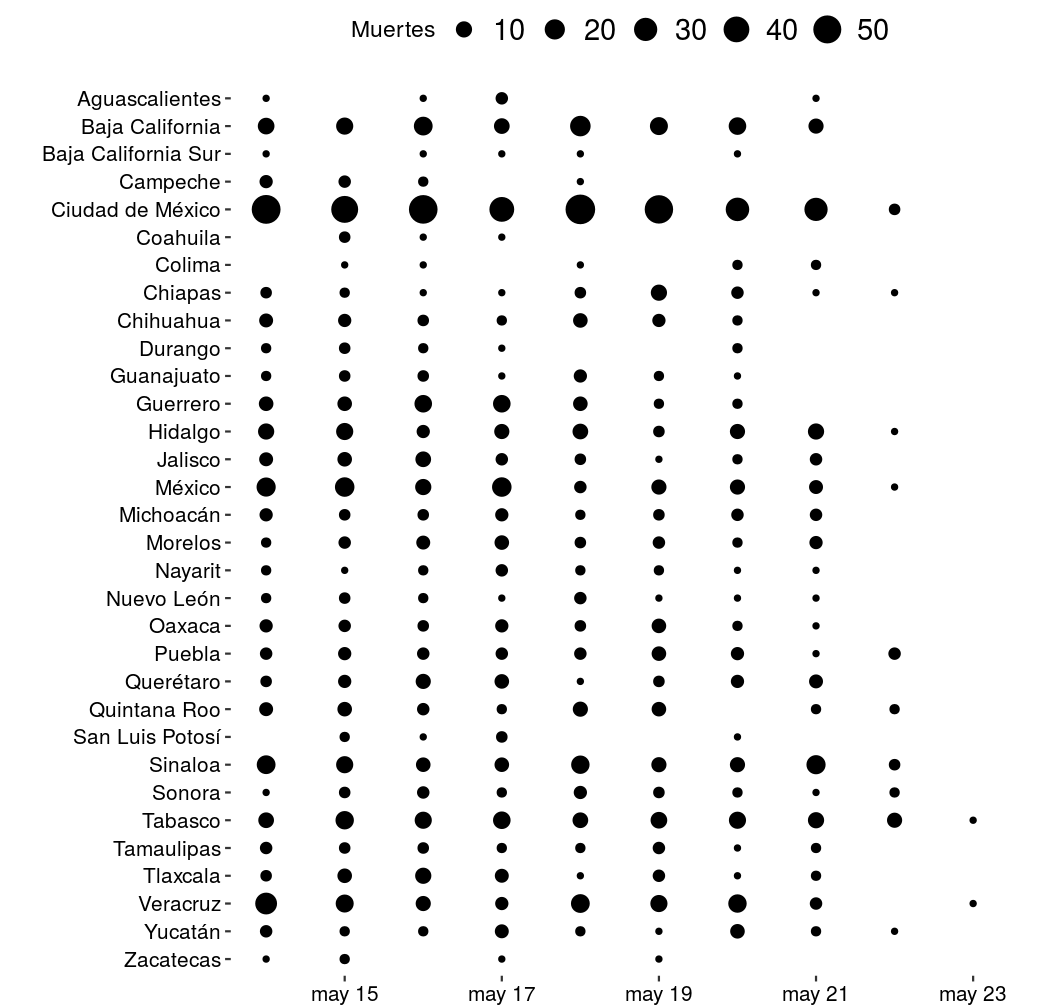 Muertes 10 20 30 40 50
Aguascalientes
Baja California
Baja California Sur
Campeche
Ciudad de México
Coahuila
Colima
Chiapas
Chihuahua
Durango
Guanajuato
Guerrero
Hidalgo
Jalisco
México
Michoacán
Morelos
Nayarit
Nuevo León
Oaxaca
Puebla
Querétaro
Quintana Roo
San Luis Potosí
Sinaloa
Sonora
Tabasco
Tamaulipas
Tlaxcala
Veracruz
Yucatán
Zacatecas
may 15 may 17 may 19 may 21 may 23